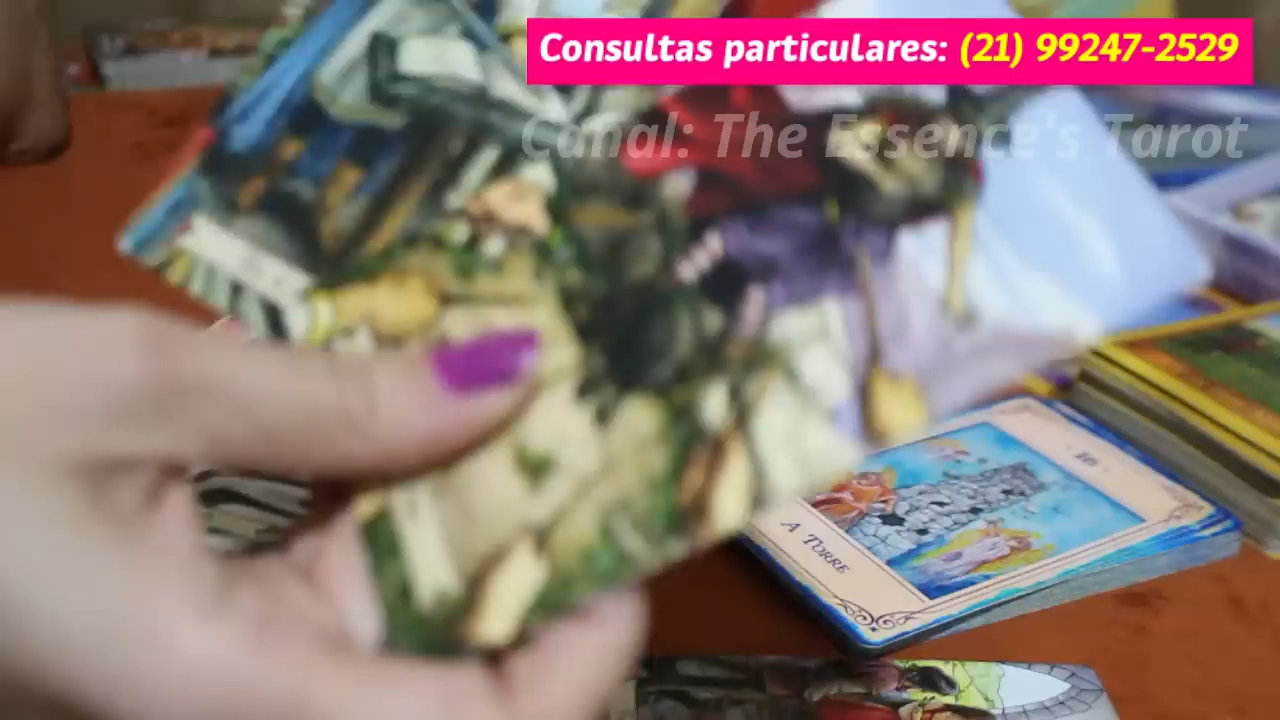 Consultas particulares: (21) 99247-2529
Canal: The Essence's Tarot
A TORRE